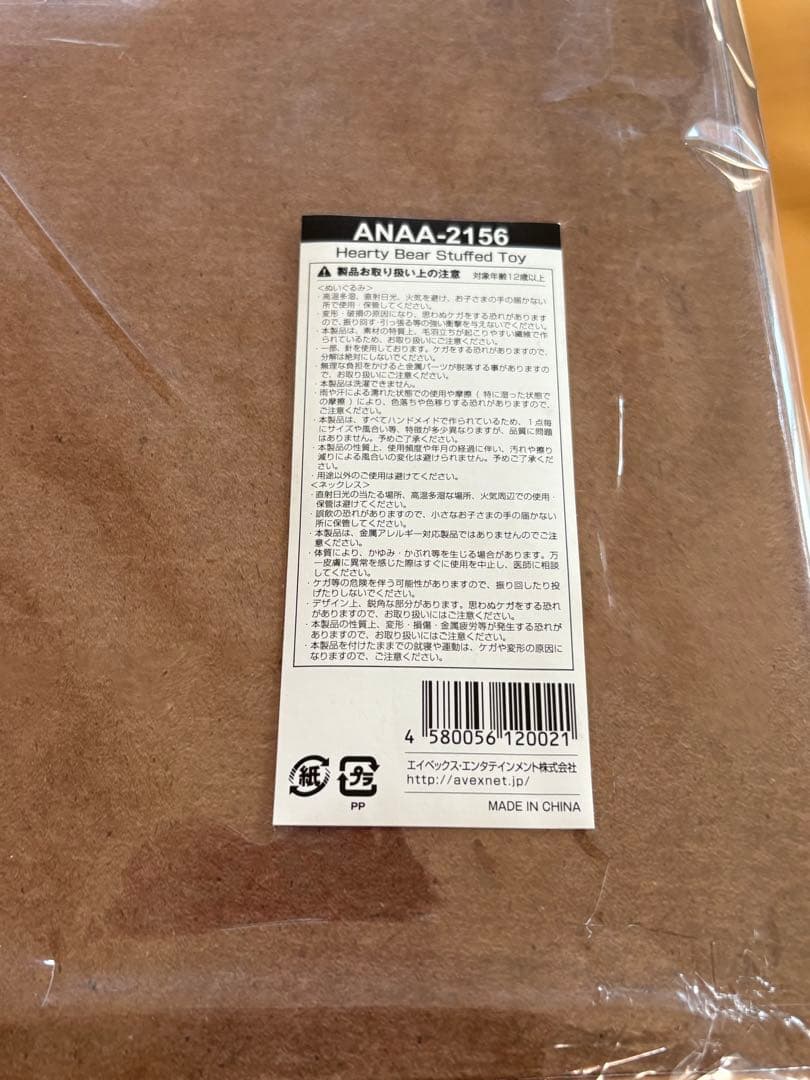 ANAA-2156
Hearty Bear Stuffed Toy
製品お取り扱い上の注意 対象年齢12歳以上
<ぬいぐるみ>
・高温多湿、直射日光、火気を避け、お子さまの手の届かない
所で使用・保管してください。
・変形・破損の原因になり、思わぬケガをする恐れがあります
ので、振り回す・引っ張る等の強い衝撃を与えないでください。
・本製品は、素材の特質上、毛羽立ちが起こりやすい繊維で作
られているため、お取り扱いにご注意ください。
・一部、針を使用しております。ケガをする恐れがありますので、
分解は絶対にしないでください。
・無理な負担をかけると金属パーツが脱落する事があります
ので、お取り扱いにご注意ください。
・本製品は洗濯できません。
・雨や汗による濡れた状態での使用や摩擦(特に湿った状態で
の摩擦)により、色落ちや色移りする恐れがありますので、
ご注意ください。
・本製品は、すべてハンドメイドで作られているため、1点毎
にサイズや風合い等、特徴が多少異なりますが、品質に問題
はありません。予めご了承ください。
・本製品の性質上、使用頻度や年月の経過に伴い、汚れや擦り
減りによる風合いの変化は避けられません。予めご了承くだ
さい。
・用途以外のご使用は避けてください。
<ネックレス>
・直射日光の当たる場所、高温多湿な場所、火気周辺での使用・
保管は避けてください。
・誤飲の恐れがありますので、小さなお子さまの手の届かない
所に保管してください。
・本製品は、金属アレルギー対応製品ではありませんのでご注
意ください。
・体質により、かゆみ・かぶれ等を生じる場合があります。万
一皮膚に異常を感じた際はすぐに使用を中止し、医師に相談
してください。
・ケガ等の危険を伴う可能性がありますので、振り回したり投
げたりしないでください。
・デザイン上、鋭角な部分があります。思わぬケガをする恐れ
がありますので、お取り扱いにはご注意ください。
・本製品の性質上、変形・損傷・金属疲労等が発生する恐れが
ありますので、お取り扱いにはご注意ください。
・本製品を付けたままでの就寝や運動は、ケガや変形の原因に
なりますので、ご注意ください。
4 580056 120021
エイベックス・エンタテインメント株式会社
http://avexnet.jp/
紙 プラ
PP
MADE IN CHINA